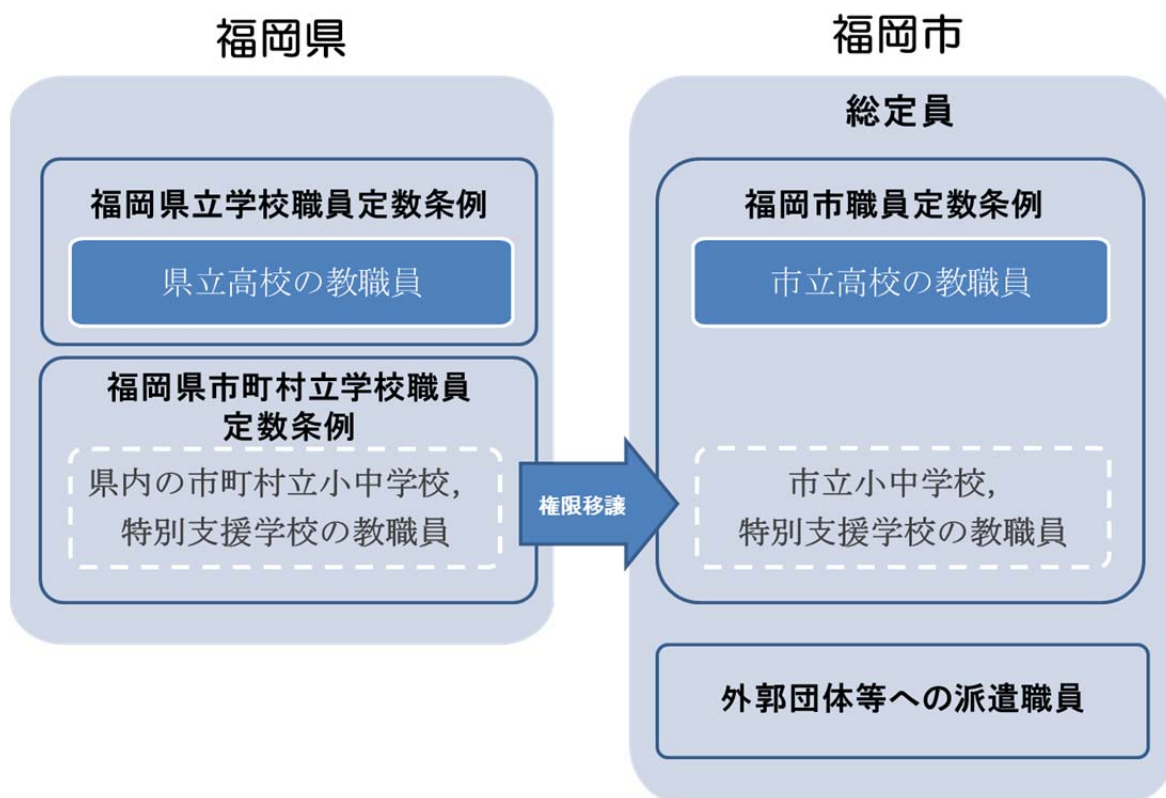 福岡県
福岡県立学校職員定数条例
県立高校の教職員
福岡県市町村立学校職員
定数条例
県内の市町村立小中学校,
特別支援学校の教職員
権限移譲
福岡市
総定員
福岡市職員定数条例
市立高校の教職員
市立小中学校,
特別支援学校の教職員
外郭団体等への派遣職員